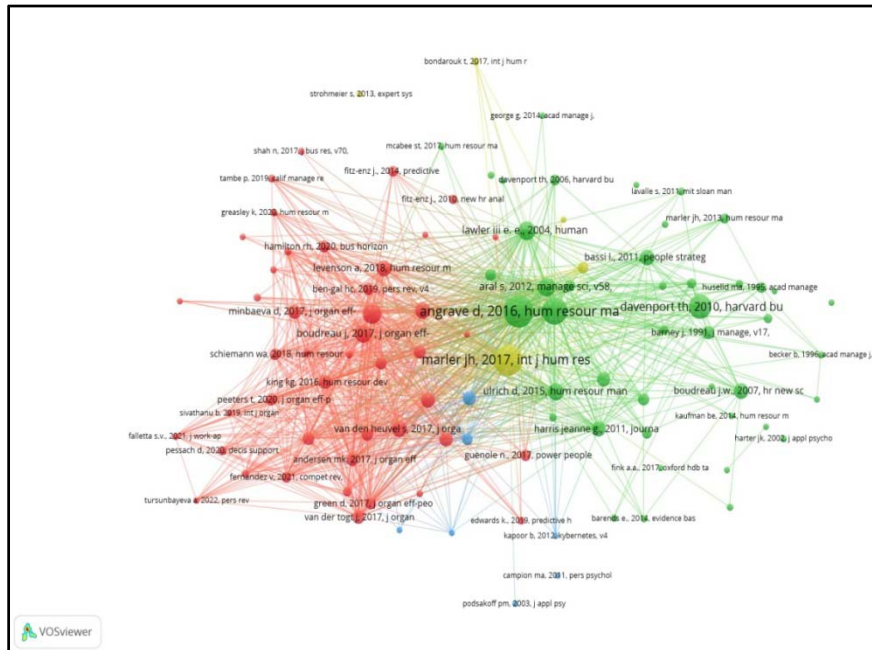 bondarouk t, 2017, int j hum r
strohmeier s, 2013, expert sys
george g, 2014, acad manage j,
mcabee st, 2017, hum resour ma
shah n, 2017, j bus res, v70,
fitz-enz j., 2014, predictive
tambe p, 2019, calif manage re
davenport th, 2006, harvard bu
lavalle s, 2011, mit sloan man
fitz-enz j., 2010, new hr anal
greasley k, 2020, hum resour m
marler jh, 2013, hum resour ma
lawler iii e. e., 2004, human
hamilton rh, 2020, bus horizon
bassi l., 2011, people strateg
levenson a, 2018, hum resour m
aral s, 2012, manage sci, v58,
huselid ma, 1995, acad manage
ben-gal hc, 2019, pers rev, v4
minbaeva d, 2017, j organ eff-
angrave d, 2016, hum resour ma
davenport th, 2010, harvard bu
boudreau j, 2017, j organ eff-
barney j, 1991, j manage, v17,
schiemann wa, 2018, hum resour
marler jh, 2017, int j hum res
becker b, 1996, acad manage j,
king kg, 2016, hum resour dev
ulrich d, 2015, hum resour man
boudreau j.w., 2007, hr new sc
peeters t, 2020, j organ eff-p
sivathanu b, 2019, int j organ
kaufman be, 2014, hum resour m
van den heuvel s, 2017, j orga
harris jeanne g., 2011, journa
falletta s.v., 2021, j work-ap
harter jk, 2002, j appl psycho
pessach d, 2020, decis support
guenole n., 2017, power people
andersen mk, 2017, j organ eff
fink a.a., 2017, oxford hdb ta
fernandez v, 2021, compet rev,
tursunbayeva a, 2022, pers rev
green d, 2017, j organ eff-peo
van der togt j, 2017, j organ
edwards k., 2019, predictive h
barends e., 2014, evidence bas
kapoor b, 2012, kybernetes, v4
campion ma, 2011, pers psychol
podsakoff pm, 2003, j appl psy
VOSviewer